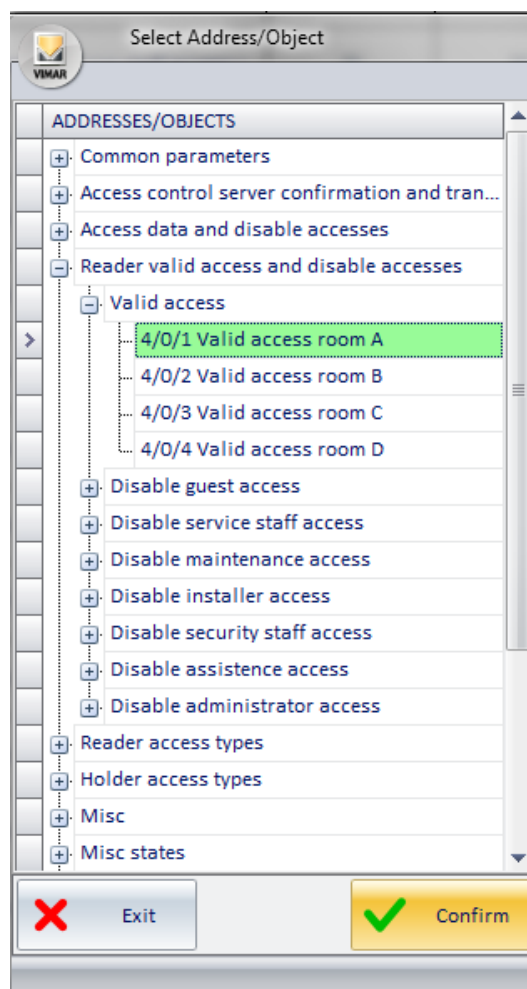 Select Address/Object
VIMAR
ADDRESSES/OBJECTS
Common parameters
Access control server confirmation and tran...
Access data and disable accesses
Reader valid access and disable accesses
Valid access
4/0/1 Valid access room A
4/0/2 Valid access room B
4/0/3 Valid access room C
4/0/4 Valid access room D
Disable guest access
Disable service staff access
Disable maintenance access
Disable installer access
Disable security staff access
Disable assistence access
Disable administrator access
Reader access types
Holder access types
Misc
Misc states
Exit
Confirm